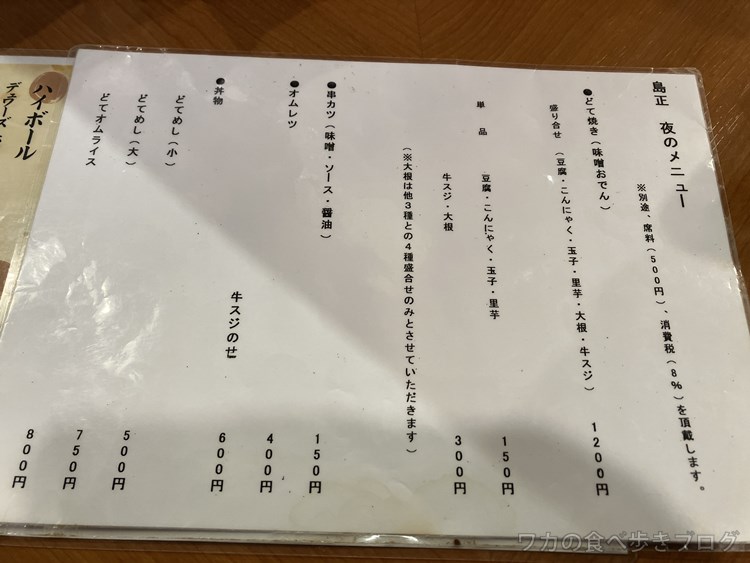 島正　夜のメニュー
※別途、席料(500円)、消費税(8%)を頂戴します。
●どて焼き(味噌おでん)
盛り合せ　(豆腐・こんにゃく・玉子・里芋・大根・牛スジ)　1200円
単品　豆腐・こんにゃく・玉子・里芋　150円
牛スジ・大根　300円
(※大根は他3種との4種盛合せのみとさせていただきます)
●串カツ(味噌・ソース・醤油)　150円
●オムレツ　400円
牛スジのせ　600円
●丼物
どてめし(小)　500円
どてめし(大)　750円
どてオムライス　800円
ハイボール
デュワーズ
ワカの食べ歩きブログ